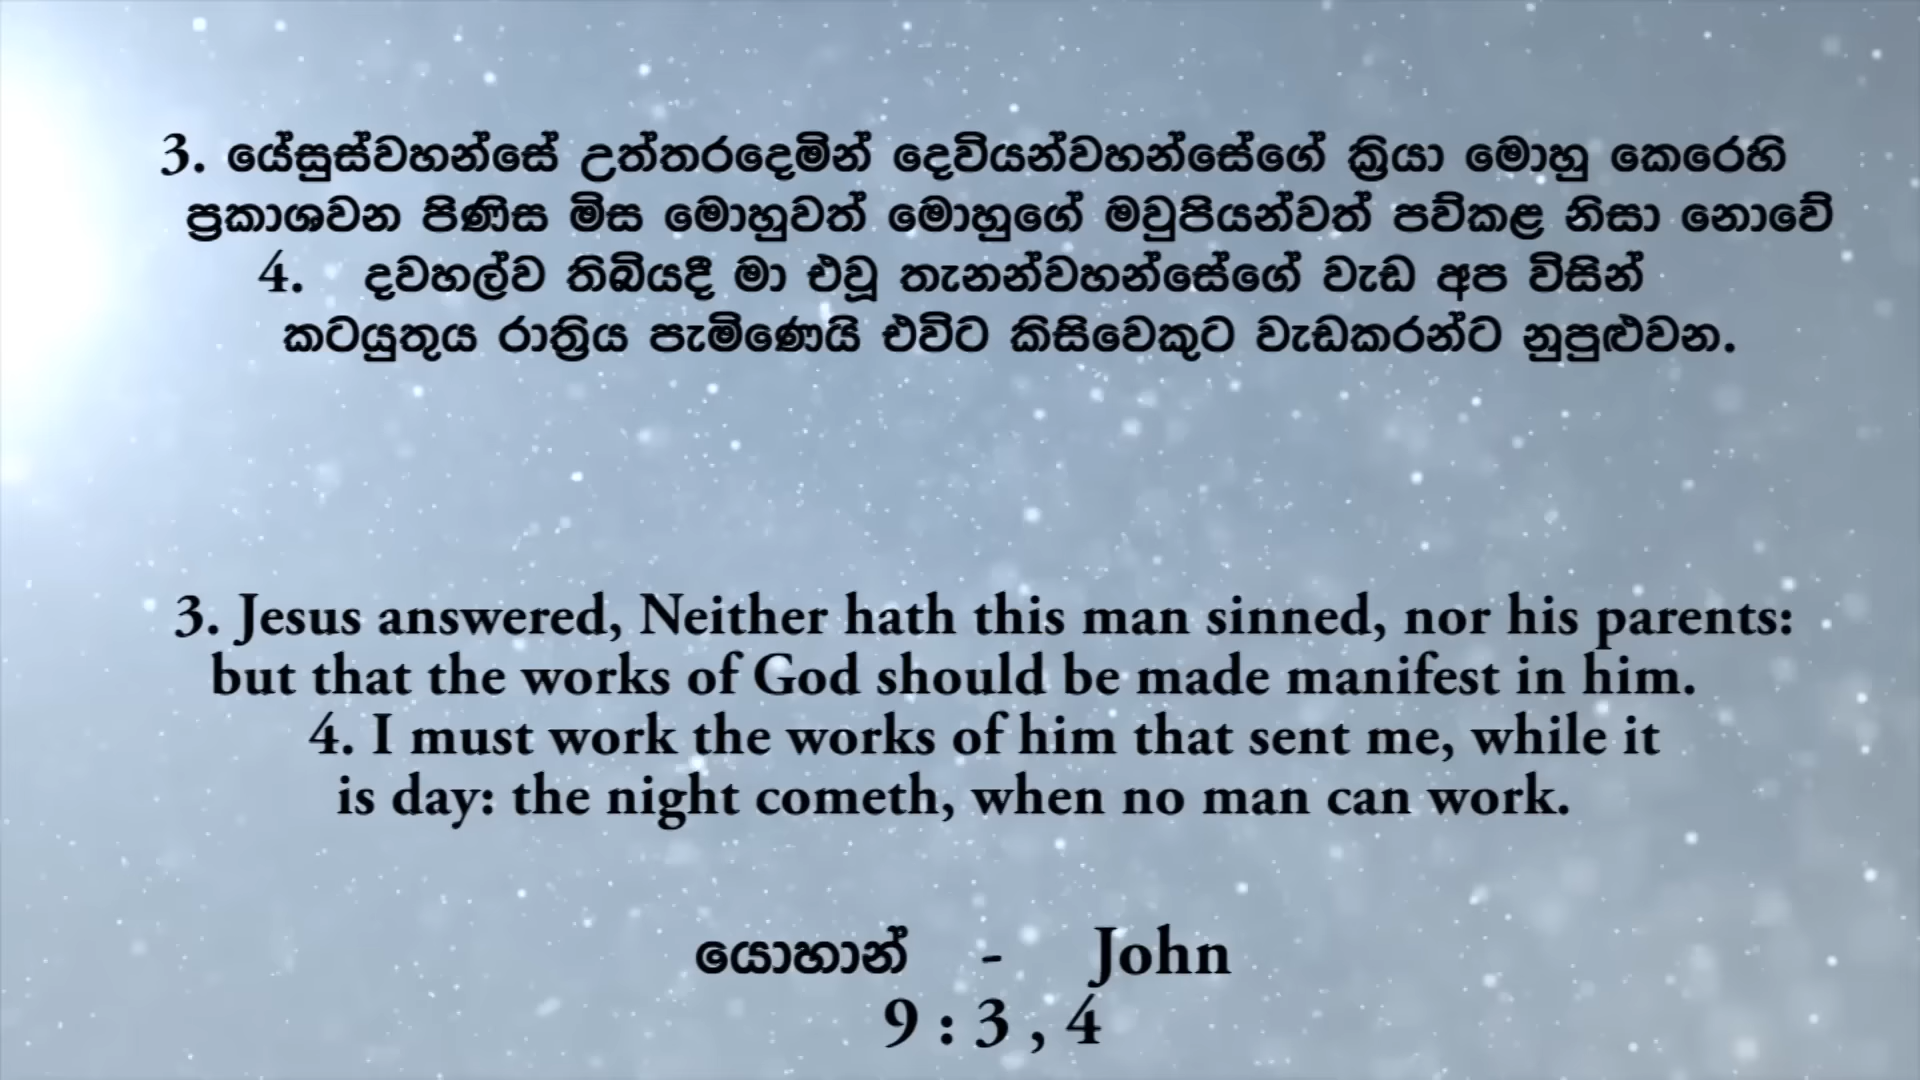 3. යේසුස්වහන්සේ උත්තරදෙමින් දෙවියන්වහන්සේගේ ක්‍රියා මොහු කෙරෙහි
ප්‍රකාශවන පිණිස මිස මොහුවත් මොහුගේ මවුපියන්වත් පව්කළ නිසා නොවේ
4. දවහල්ව තිබියදී මා එවූ තැනන්වහන්සේගේ වැඩ අප විසින්
කටයුතුය රාත්‍රිය පැමිණෙයි එවිට කිසිවෙකුට වැඩකරන්ට නුපුළුවන.
3. Jesus answered, Neither hath this man sinned, nor his parents:
but that the works of God should be made manifest in him.
4. I must work the works of him that sent me, while it
is day: the night cometh, when no man can work.
යොහාන් - John
9 : 3 , 4